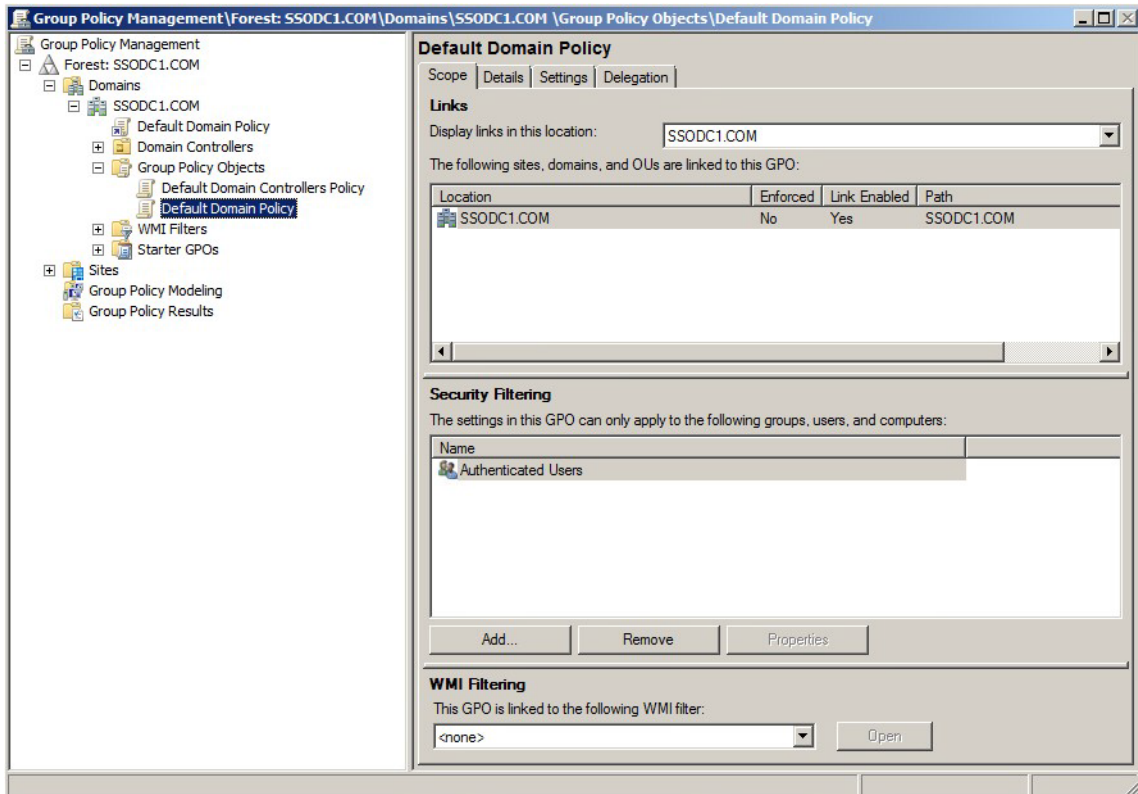 Group Policy Management\Forest: SSODC1.COM\Domains\SSODC1.COM \Group Policy Objects\Default Domain Policy
Group Policy Management
Forest: SSODC1.COM
Domains
SSODC1.COM
Default Domain Policy
Domain Controllers
Group Policy Objects
Default Domain Controllers Policy
Default Domain Policy
WMI Filters
Starter GPOs
Sites
Group Policy Modeling
Group Policy Results
Default Domain Policy
Scope Details Settings Delegation
Links
Display links in this location: SSODC1.COM
The following sites, domains, and OUs are linked to this GPO:
Location Enforced Link Enabled Path
SSODC1.COM No Yes SSODC1.COM
Security Filtering
The settings in this GPO can only apply to the following groups, users, and computers:
Name
Authenticated Users
Add... Remove Properties
WMI Filtering
This GPO is linked to the following WMI filter:
<none> Open